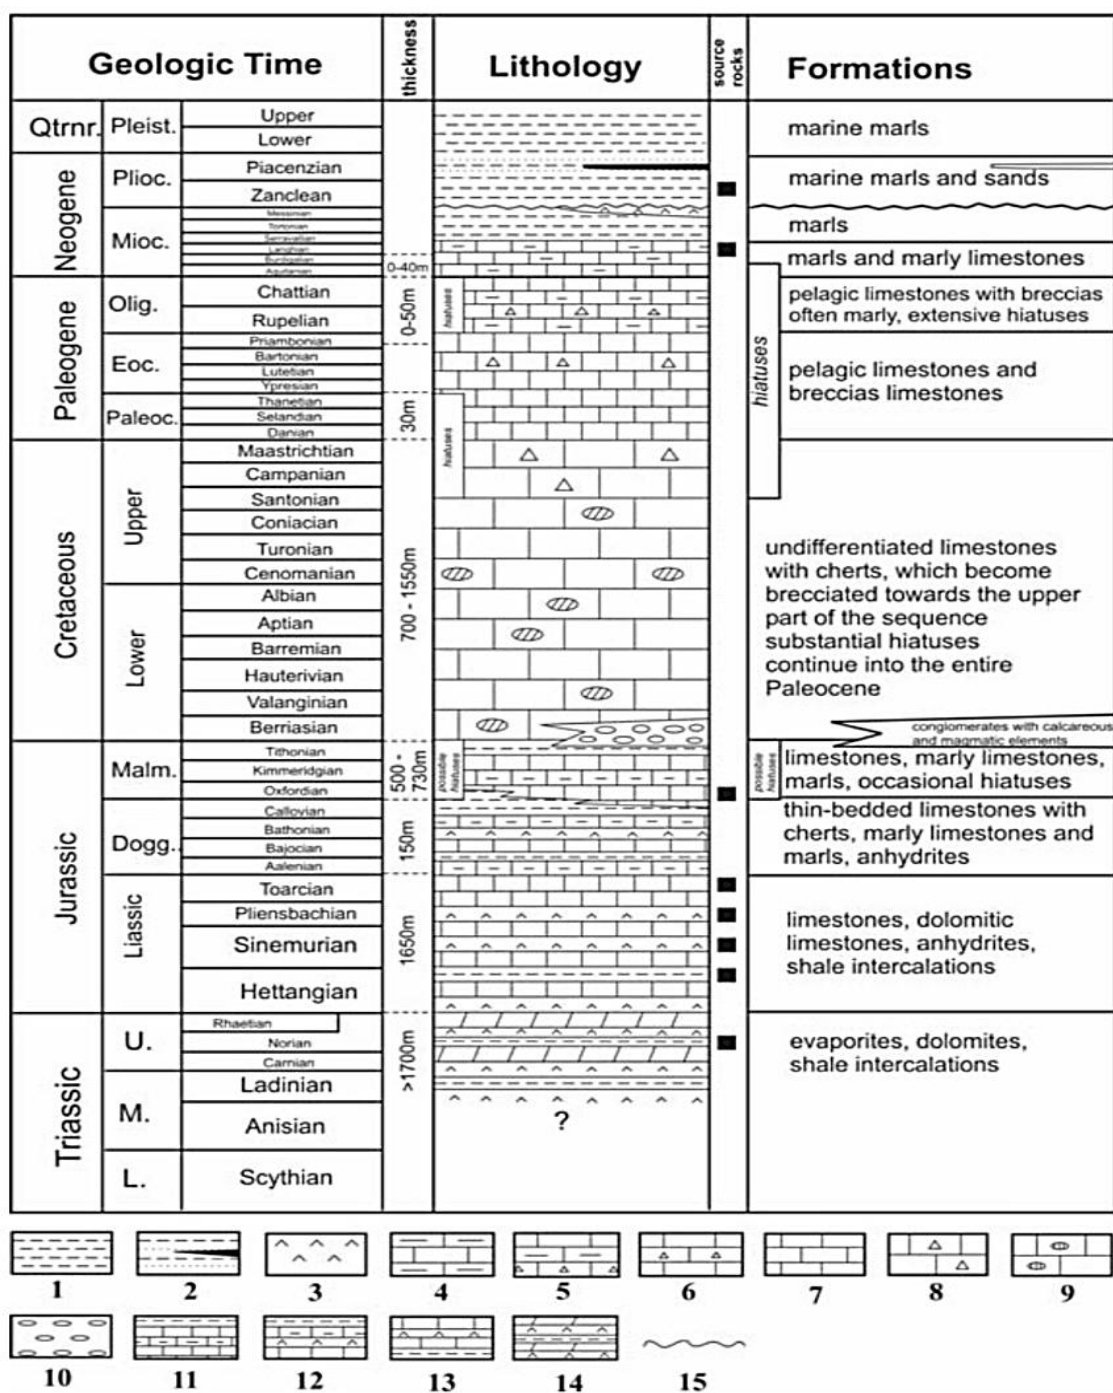 Geologic Time
thickness
Lithology
source
rocks
Formations
Qtrnr.
Pleist.
Upper
Lower
marine marls
Neogene
Plioc.
Piacenzian
Zanclean
marine marls and sands
Mioc.
Messinian
Tortonian
Serravallian
Langhian
Burdigalian
Aquitanian
0-40m
marls
marls and marly limestones
Paleogene
Olig.
Chattian
Rupelian
0-50m
hiatuses
pelagic limestones with breccias
often marly, extensive hiatuses
Eoc.
Priambonian
Bartonian
Lutetian
Ypresian
hiatuses
pelagic limestones and
breccias limestones
Paleoc.
Thanetian
Selandian
Danian
30m
hiatuses
Cretaceous
Upper
Maastrichtian
Campanian
Santonian
Coniacian
Turonian
Cenomanian
Lower
Albian
Aptian
Barremian
Hauterivian
Valanginian
Berriasian
700 - 1550m
undifferentiated limestones
with cherts, which become
brecciated towards the upper
part of the sequence
substantial hiatuses
continue into the entire
Paleocene
conglomerates with calcareous
and magmatic elements
Jurassic
Malm.
Tithonian
Kimmeridgian
Oxfordian
500 -
730m
possible
hiatuses
possible
hiatuses
limestones, marly limestones,
marls, occasional hiatuses
Dogg..
Callovian
Bathonian
Bajocian
Aalenian
150m
thin-bedded limestones with
cherts, marly limestones and
marls, anhydrites
Liassic
Toarcian
Pliensbachian
Sinemurian
Hettangian
1650m
limestones, dolomitic
limestones, anhydrites,
shale intercalations
Triassic
U.
Rhaetian
Norian
Carnian
>1700m
evaporites, dolomites,
shale intercalations
M.
Ladinian
Anisian
?
L.
Scythian
1 2 3 4 5 6 7 8 9
10 11 12 13 14 15